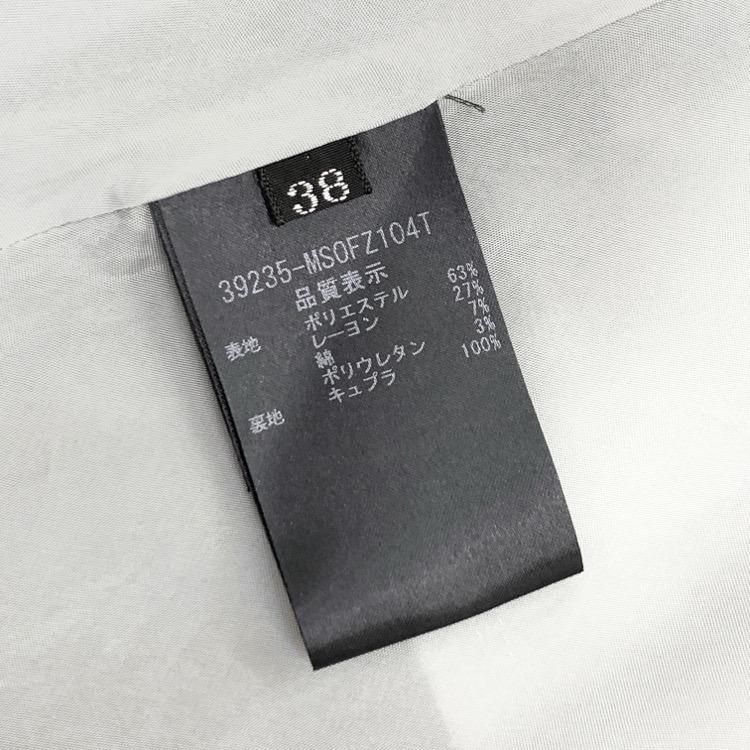 38
39235-MSOFZ104T
品質表示
表地 ポリエステル 63%
レーヨン 27%
綿 7%
ポリウレタン 3%
裏地 キュプラ 100%